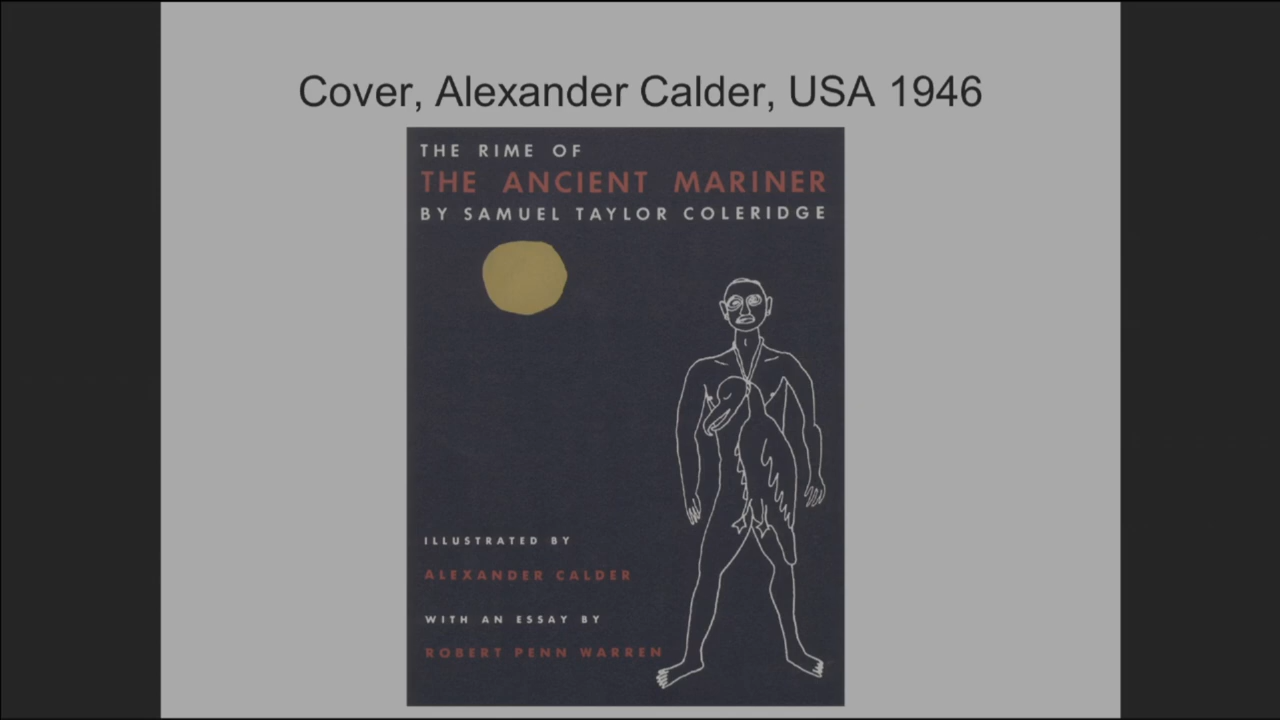 Cover, Alexander Calder, USA 1946
THE RIME OF
THE ANCIENT MARINER
BY SAMUEL TAYLOR COLERIDGE
ILLUSTRATED BY
ALEXANDER CALDER
WITH AN ESSAY BY
ROBERT PENN WARREN